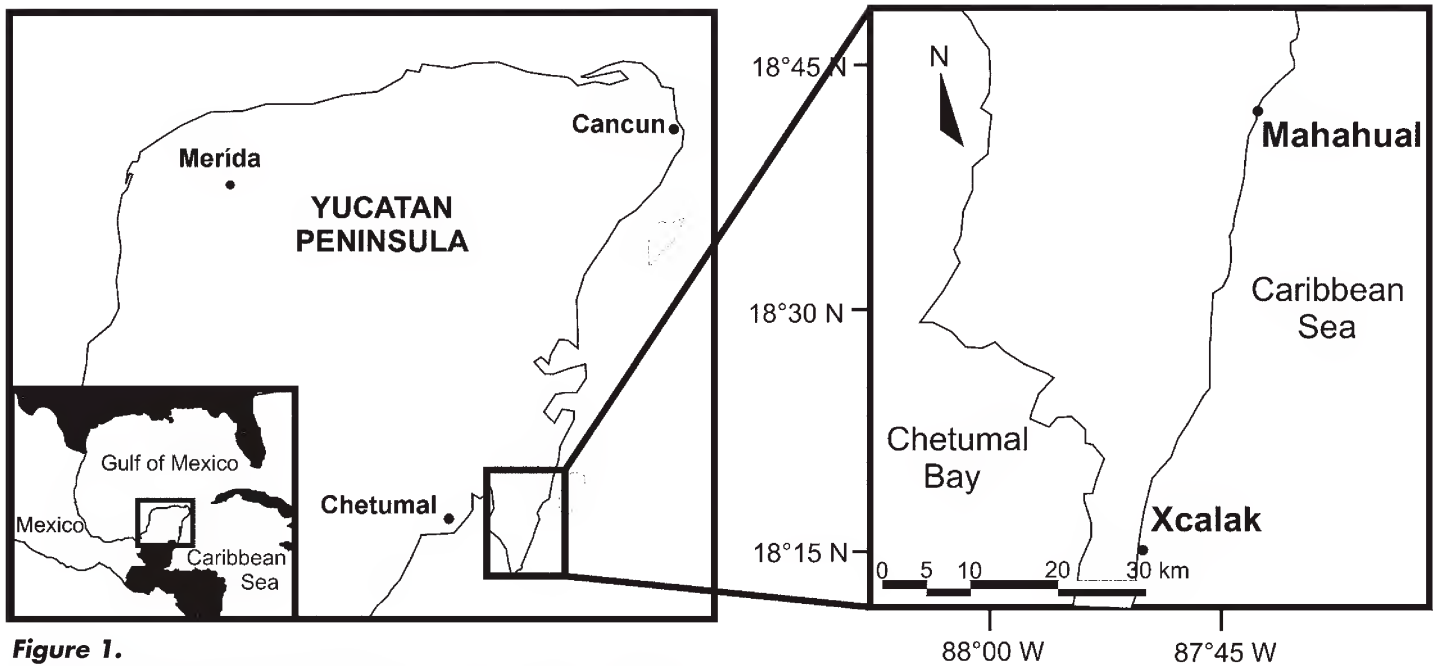 Cancun
Merída
YUCATAN
PENINSULA
Chetumal
Gulf of Mexico
Mexico
Caribbean
Sea
18°45 N
18°30 N
18°15 N
N
Mahahual
Caribbean
Sea
Chetumal
Bay
Xcalak
0 5 10 20 30 km
88°00 W 87°45 W
Figure 1.